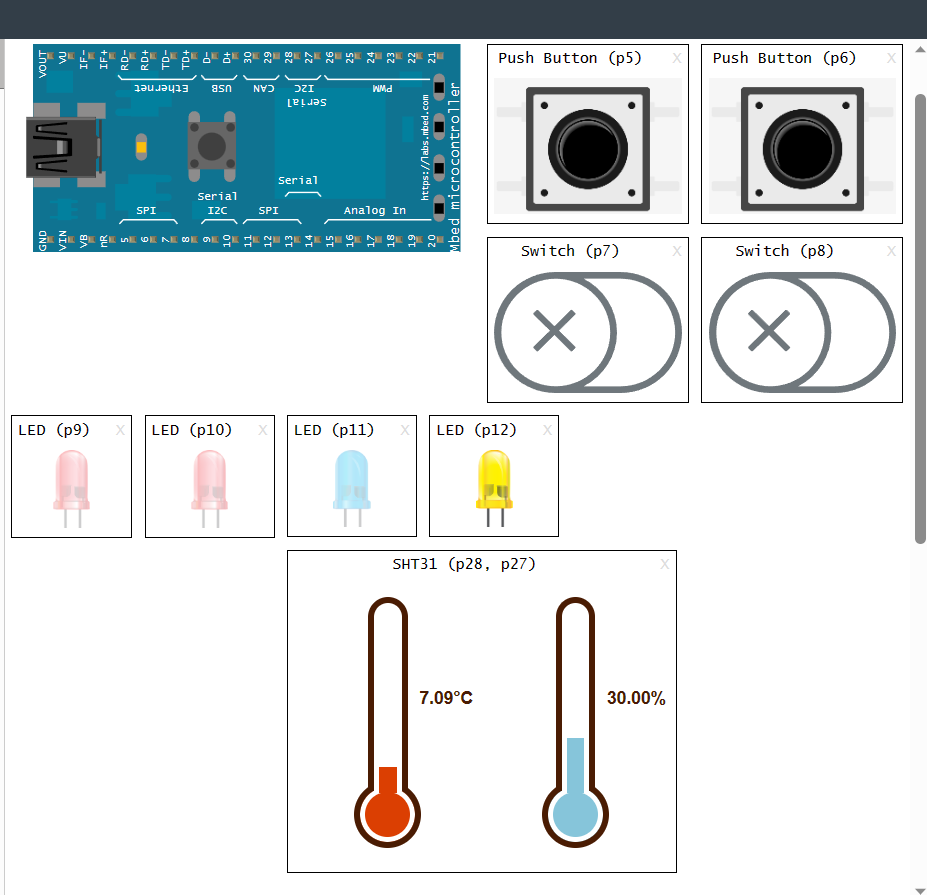 VOUT VU IF- IF+ RD- RD+ TD- TD+ D- D+ 30 29 28 27 26 25 24 23 22 21
Ethernet USB CAN I2C PWM
Serial
https://labs.mbed.com
Mbed microcontroller
Serial
Serial
SPI I2C SPI Analog In
GND VIN VB nR 5 6 7 8 9 10 11 12 13 14 15 16 17 18 19 20
Push Button (p5) X
Push Button (p6) X
Switch (p7) X
Switch (p8) X
LED (p9) X
LED (p10) X
LED (p11) X
LED (p12) X
SHT31 (p28, p27) X
7.09°C
30.00%